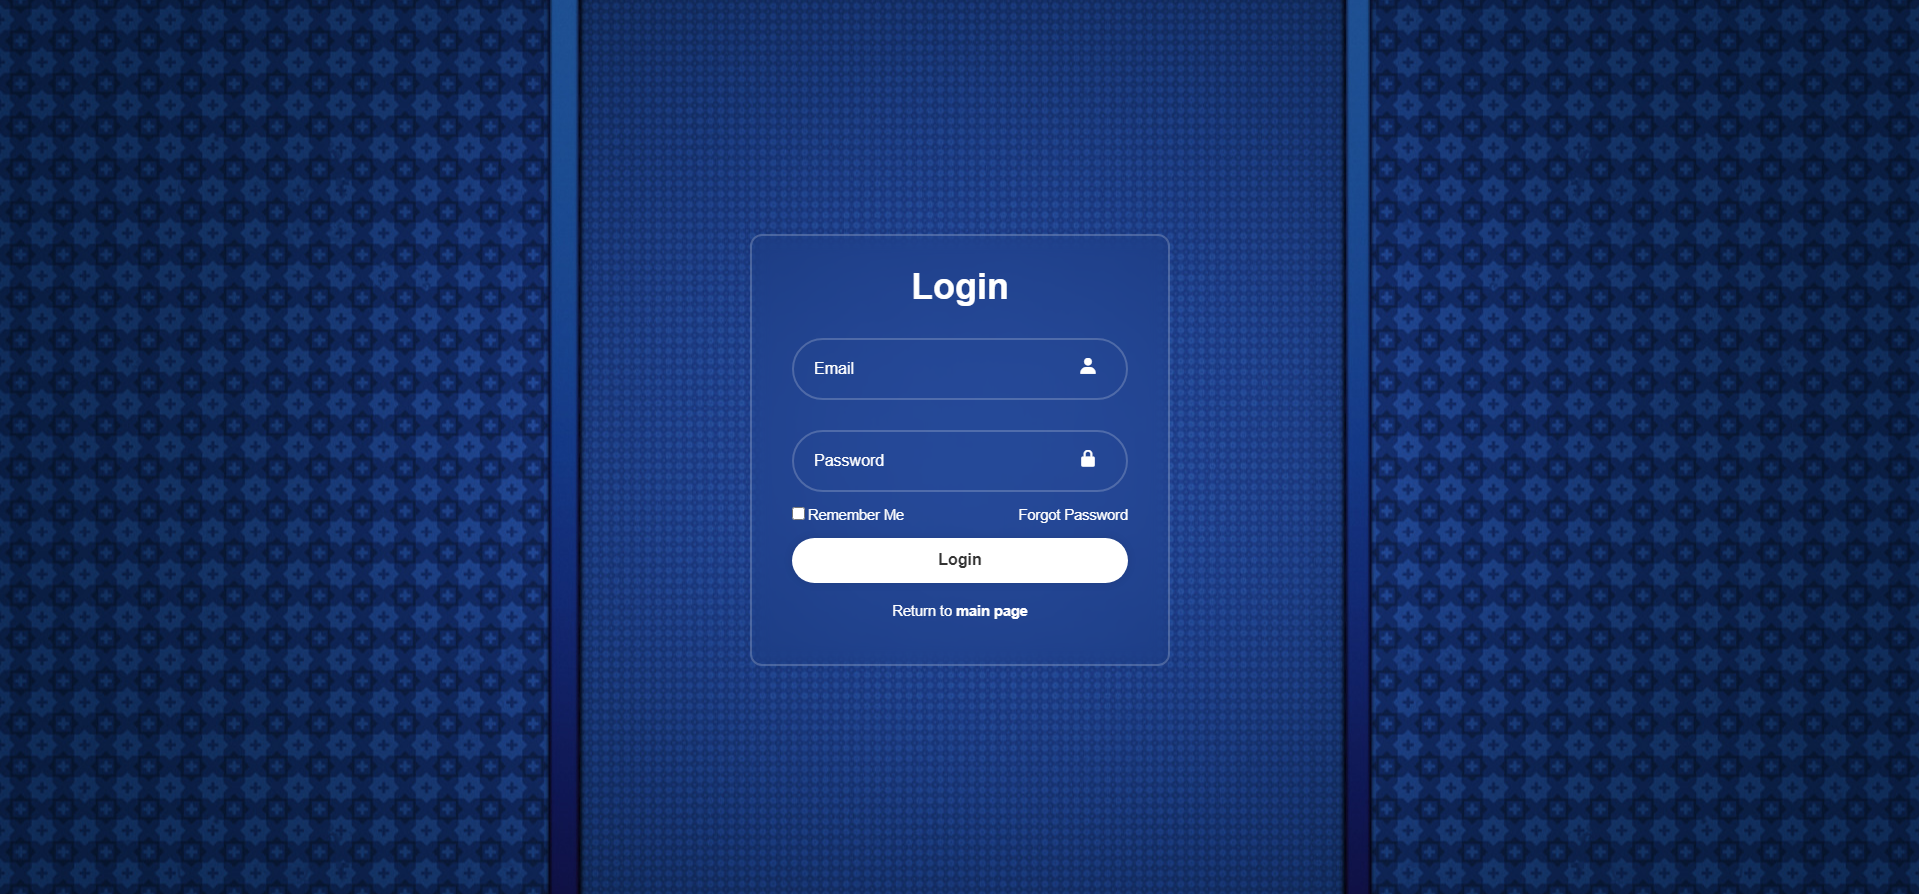 Login
Email
Password
Remember Me Forgot Password
Login
Return to main page